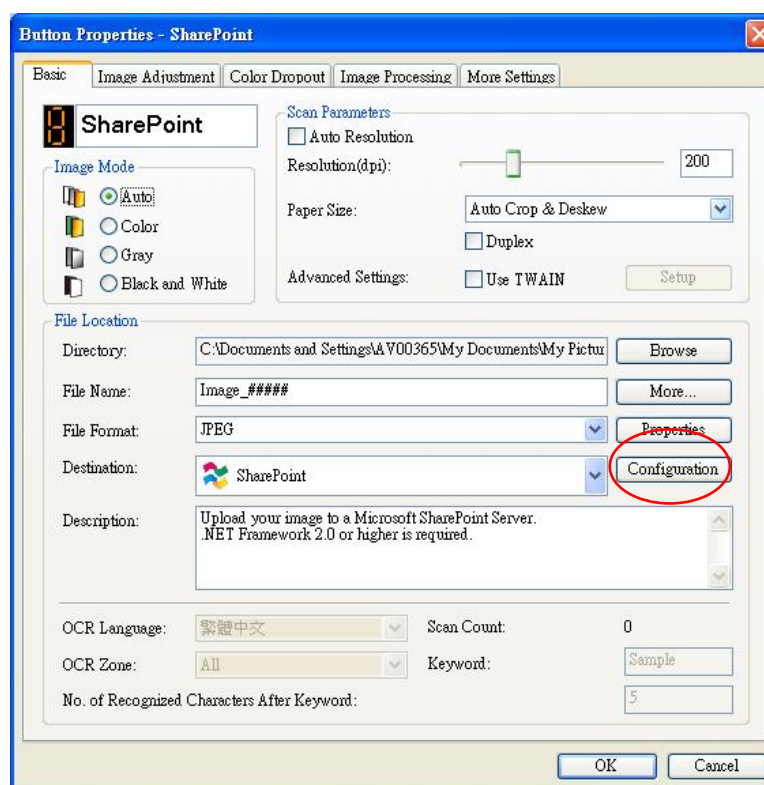 Button Properties - SharePoint
Basic Image Adjustment Color Dropout Image Processing More Settings
SharePoint
Scan Parameters
Auto Resolution
Resolution(dpi): 200
Image Mode
Auto
Color
Gray
Black and White
Paper Size: Auto Crop & Deskew
Duplex
Advanced Settings: Use TWAIN Setup
File Location
Directory: C:\Documents and Settings\AV00365\My Documents\My Pictur Browse
File Name: Image_##### More...
File Format: JPEG Properties
Destination: SharePoint Configuration
Description: Upload your image to a Microsoft SharePoint Server.
.NET Framework 2.0 or higher is required.
OCR Language: 繁體中文 Scan Count: 0
OCR Zone: All Keyword: Sample
No. of Recognized Characters After Keyword: 5
OK Cancel